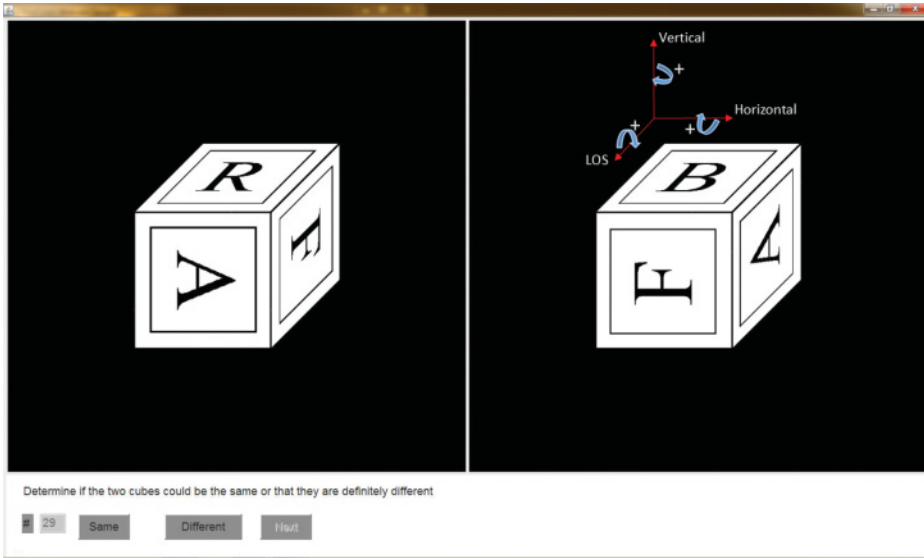 Vertical
+
Horizontal
+
+
LOS
R
B
A
F
F
A
Determine if the two cubes could be the same or that they are definitely different
# 29 Same Different Next